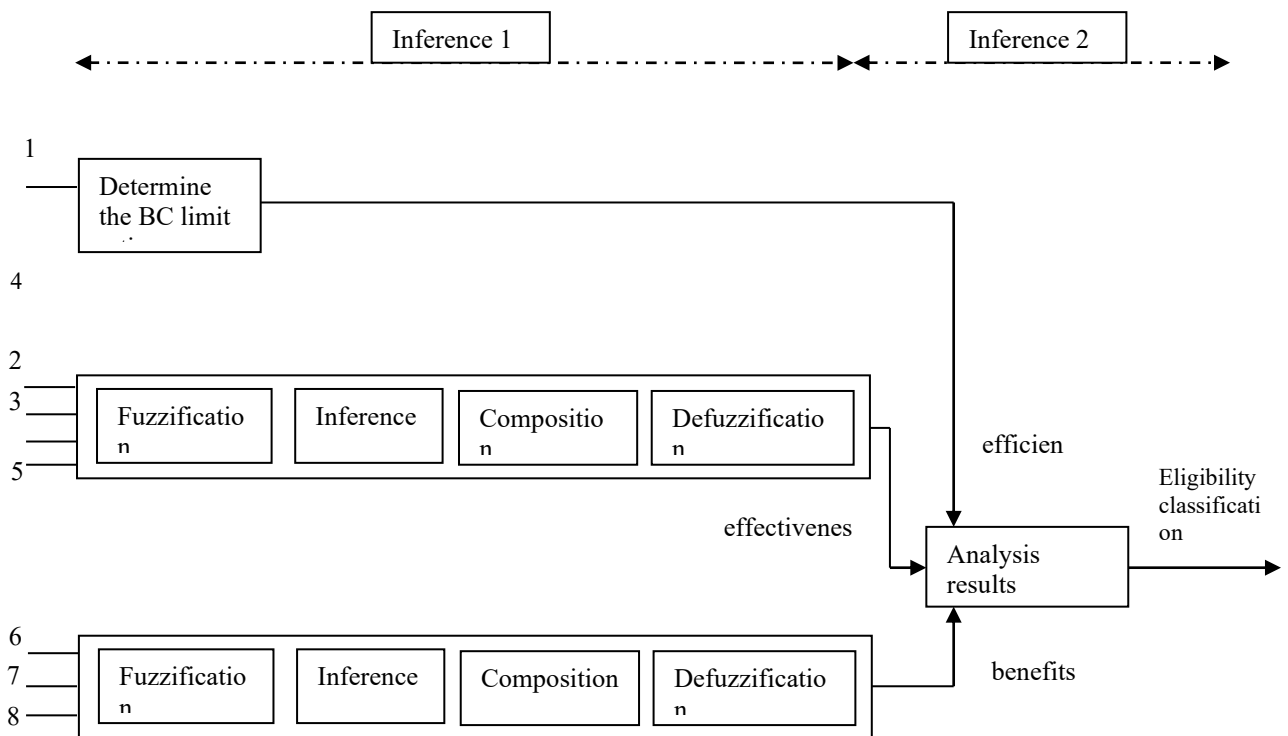 Inference 1
Inference 2
1
Determine
the BC limit
4
2
3
5
Fuzzificatio
n
Inference
Compositio
n
Defuzzificatio
n
efficien
effectivenes
Eligibility
classificati
on
Analysis
results
6
7
8
Fuzzificatio
n
Inference
Composition
Defuzzificatio
n
benefits